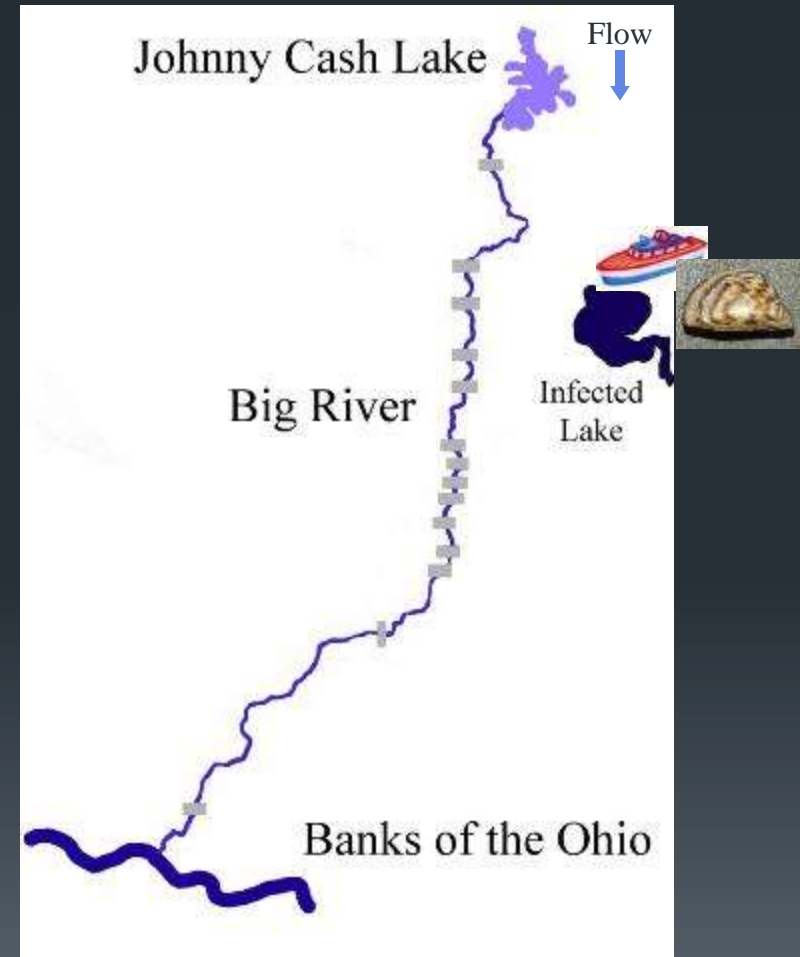 Johnny Cash Lake
Flow
Big River
Infected
Lake
Banks of the Ohio